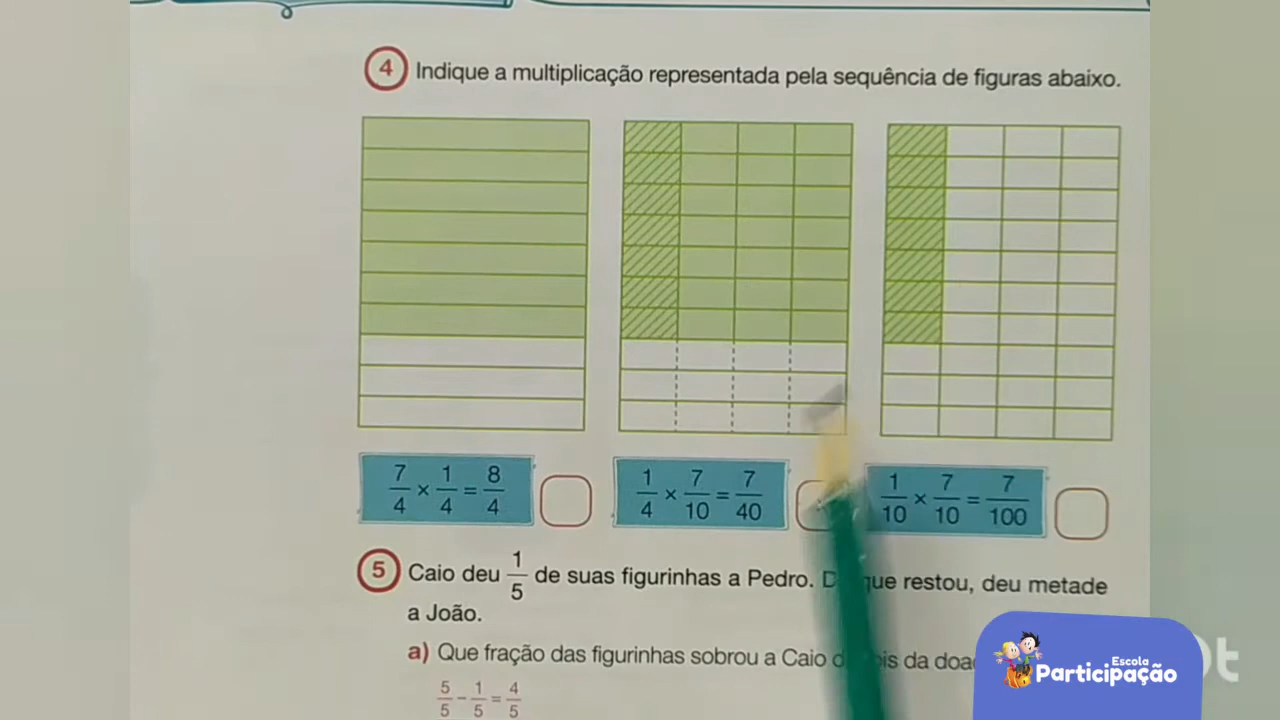 4 Indique a multiplicação representada pela sequência de figuras abaixo.
7/4 × 1/4 = 8/4
1/4 × 7/10 = 7/40
1/10 × 7/10 = 7/100
5 Caio deu 1/5 de suas figurinhas a Pedro. restou, deu metade
a João.
a) Que fração das figurinhas sobrou a Caio da
5/5 − 1/5 = 4/5
Escola
Participação